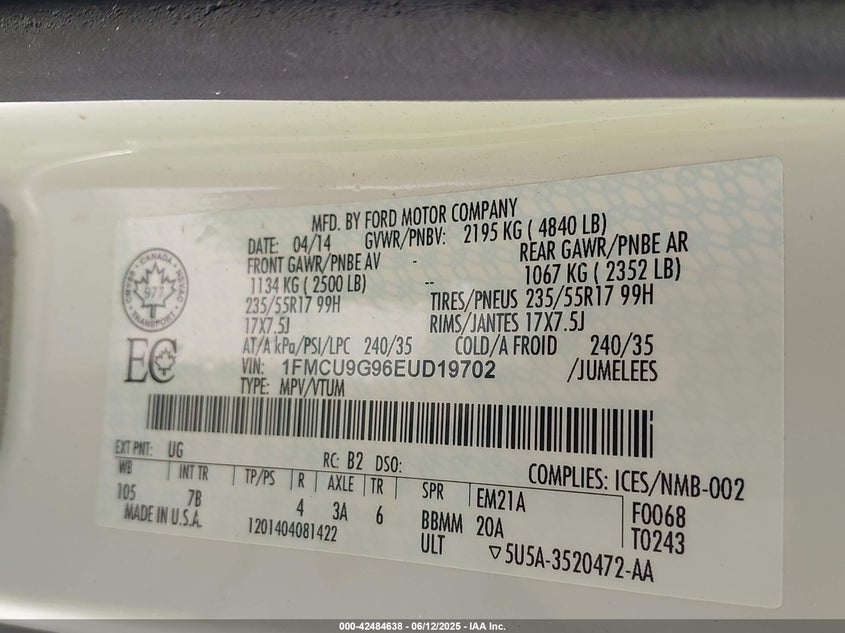 MFD. BY FORD MOTOR COMPANY
DATE: 04/14 GVWR/PNBV: 2195 KG ( 4840 LB)
FRONT GAWR/PNBE AV - REAR GAWR/PNBE AR
1134 KG ( 2500 LB) -- 1067 KG ( 2352 LB)
235/55R17 99H TIRES/PNEUS 235/55R17 99H
17X7.5J RIMS/JANTES 17X7.5J
AT/A kPa/PSI/LPC 240/35 COLD/A FROID 240/35
VIN: 1FMCU9G96EUD19702 /JUMELEES
TYPE: MPV/VTUM
CANADA
977
TRANSPORT
EC
EXT PNT: UG RC: B2 DSO: COMPLIES: ICES/NMB-002
WB INT TR TP/PS R AXLE TR SPR EM21A F0068
105 7B 4 3A 6 BBMM 20A T0243
MADE IN U.S.A. 1201404081422 ULT 5U5A-3520472-AA
000-42484638 - 06/12/2025 - IAA Inc.